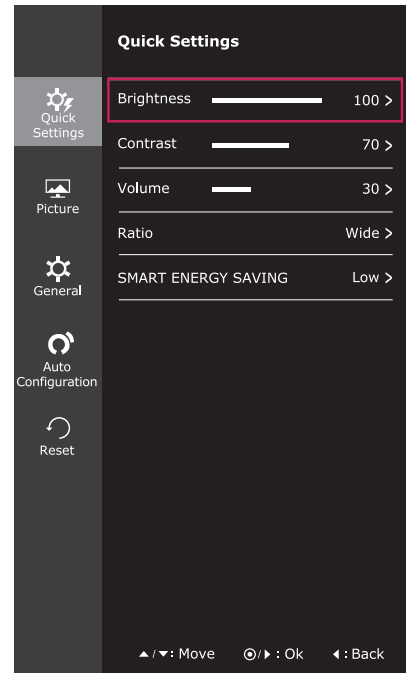 Quick Settings
Quick
Settings
Picture
General
Auto
Configuration
Reset
Brightness 100 >
Contrast 70 >
Volume 30 >
Ratio Wide >
SMART ENERGY SAVING Low >
▲/▼: Move ◉/▶ : Ok ◀ : Back